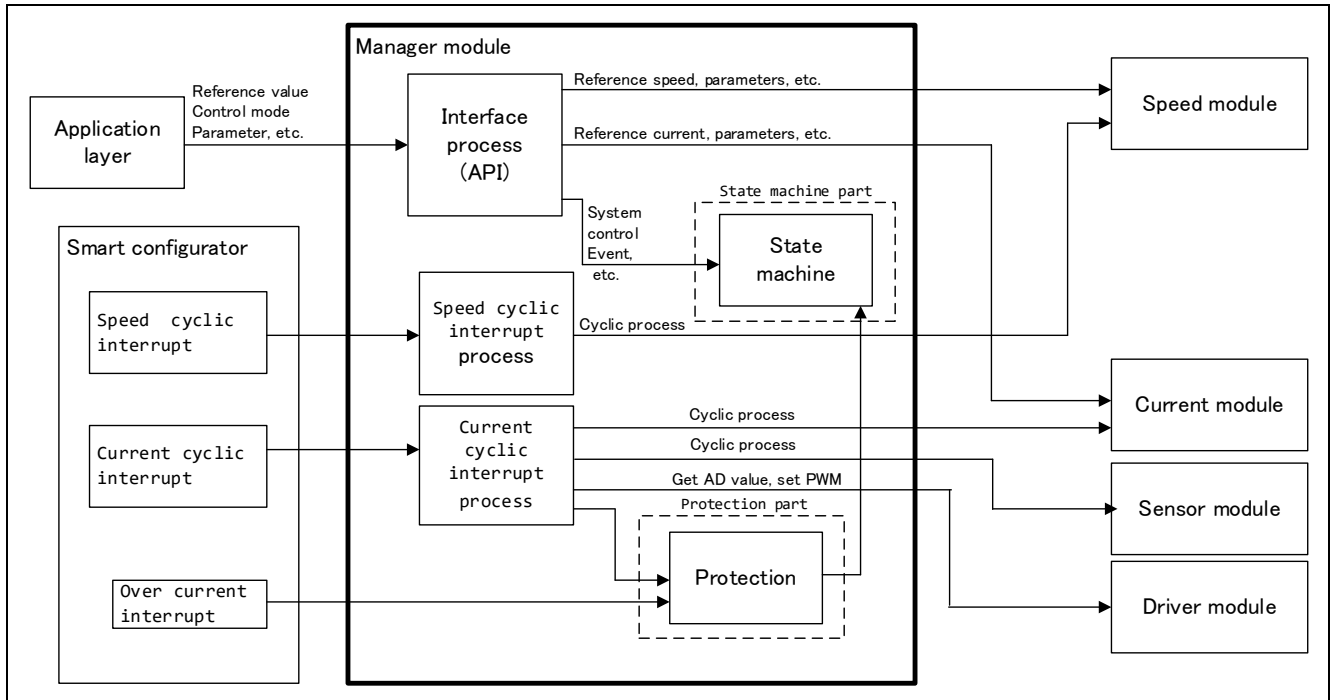 Manager module
Reference value
Control mode
Parameter, etc.
Application
layer
Interface
process
(API)
Reference speed, parameters, etc.
Reference current, parameters, etc.
Speed module
State machine part
System
control
Event,
etc.
State
machine
Smart configurator
Speed cyclic
interrupt
Speed cyclic
interrupt
process
Cyclic process
Current cyclic
interrupt
Current
cyclic
interrupt
process
Cyclic process
Cyclic process
Get AD value, set PWM
Current module
Sensor module
Protection part
Protection
Over current
interrupt
Driver module